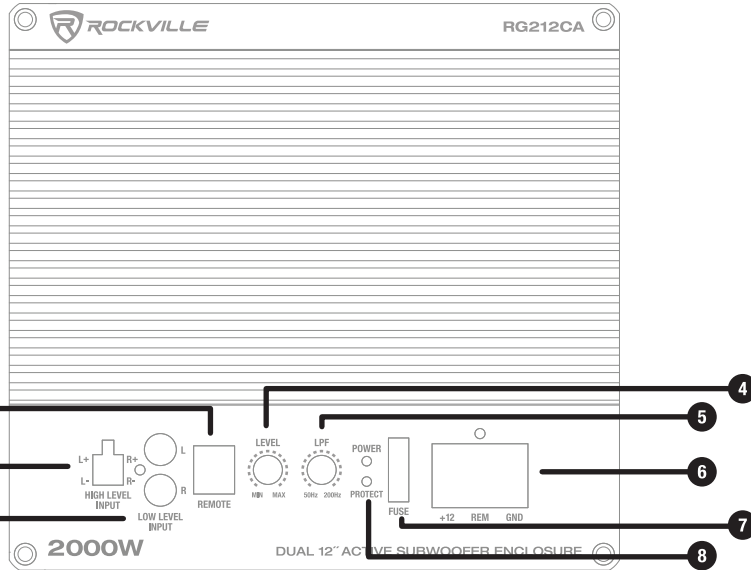 ROCKVILLE
RG212CA
4
5
LEVEL
LPF
POWER
L+
R+
L
6
L-
R-
R
MIN
MAX
50Hz
200Hz
PROTECT
HIGH LEVEL
INPUT
REMOTE
FUSE
+12
REM
GND
LOW LEVEL
INPUT
7
2000W
DUAL 12" ACTIVE SUBWOOFER ENCLOSURE
8